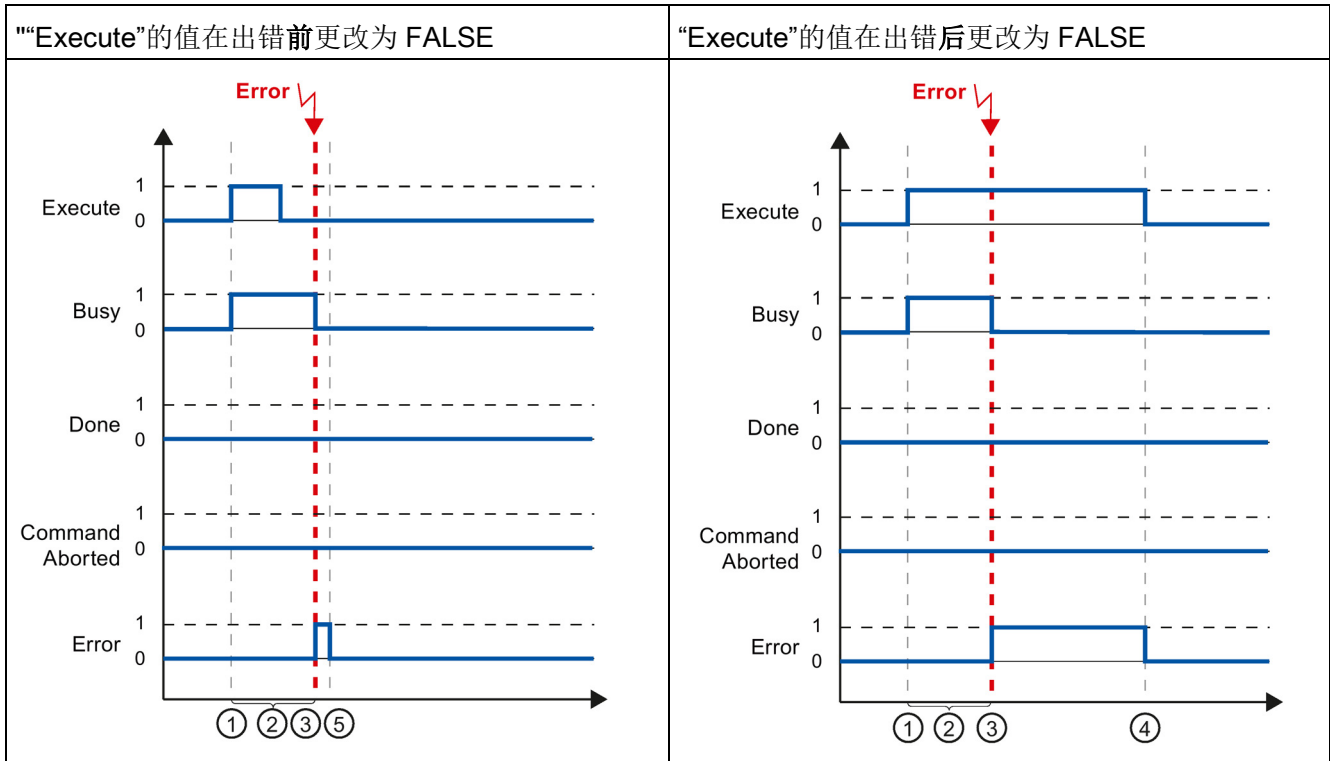 ""“Execute”的值在出错前更改为 FALSE
Error
Execute
1
0
Busy
1
0
Done
1
0
Command
Aborted
1
0
Error
1
0
① ② ③ ⑤
“Execute”的值在出错后更改为 FALSE
Error
Execute
1
0
Busy
1
0
Done
1
0
Command
Aborted
1
0
Error
1
0
① ② ③ ④